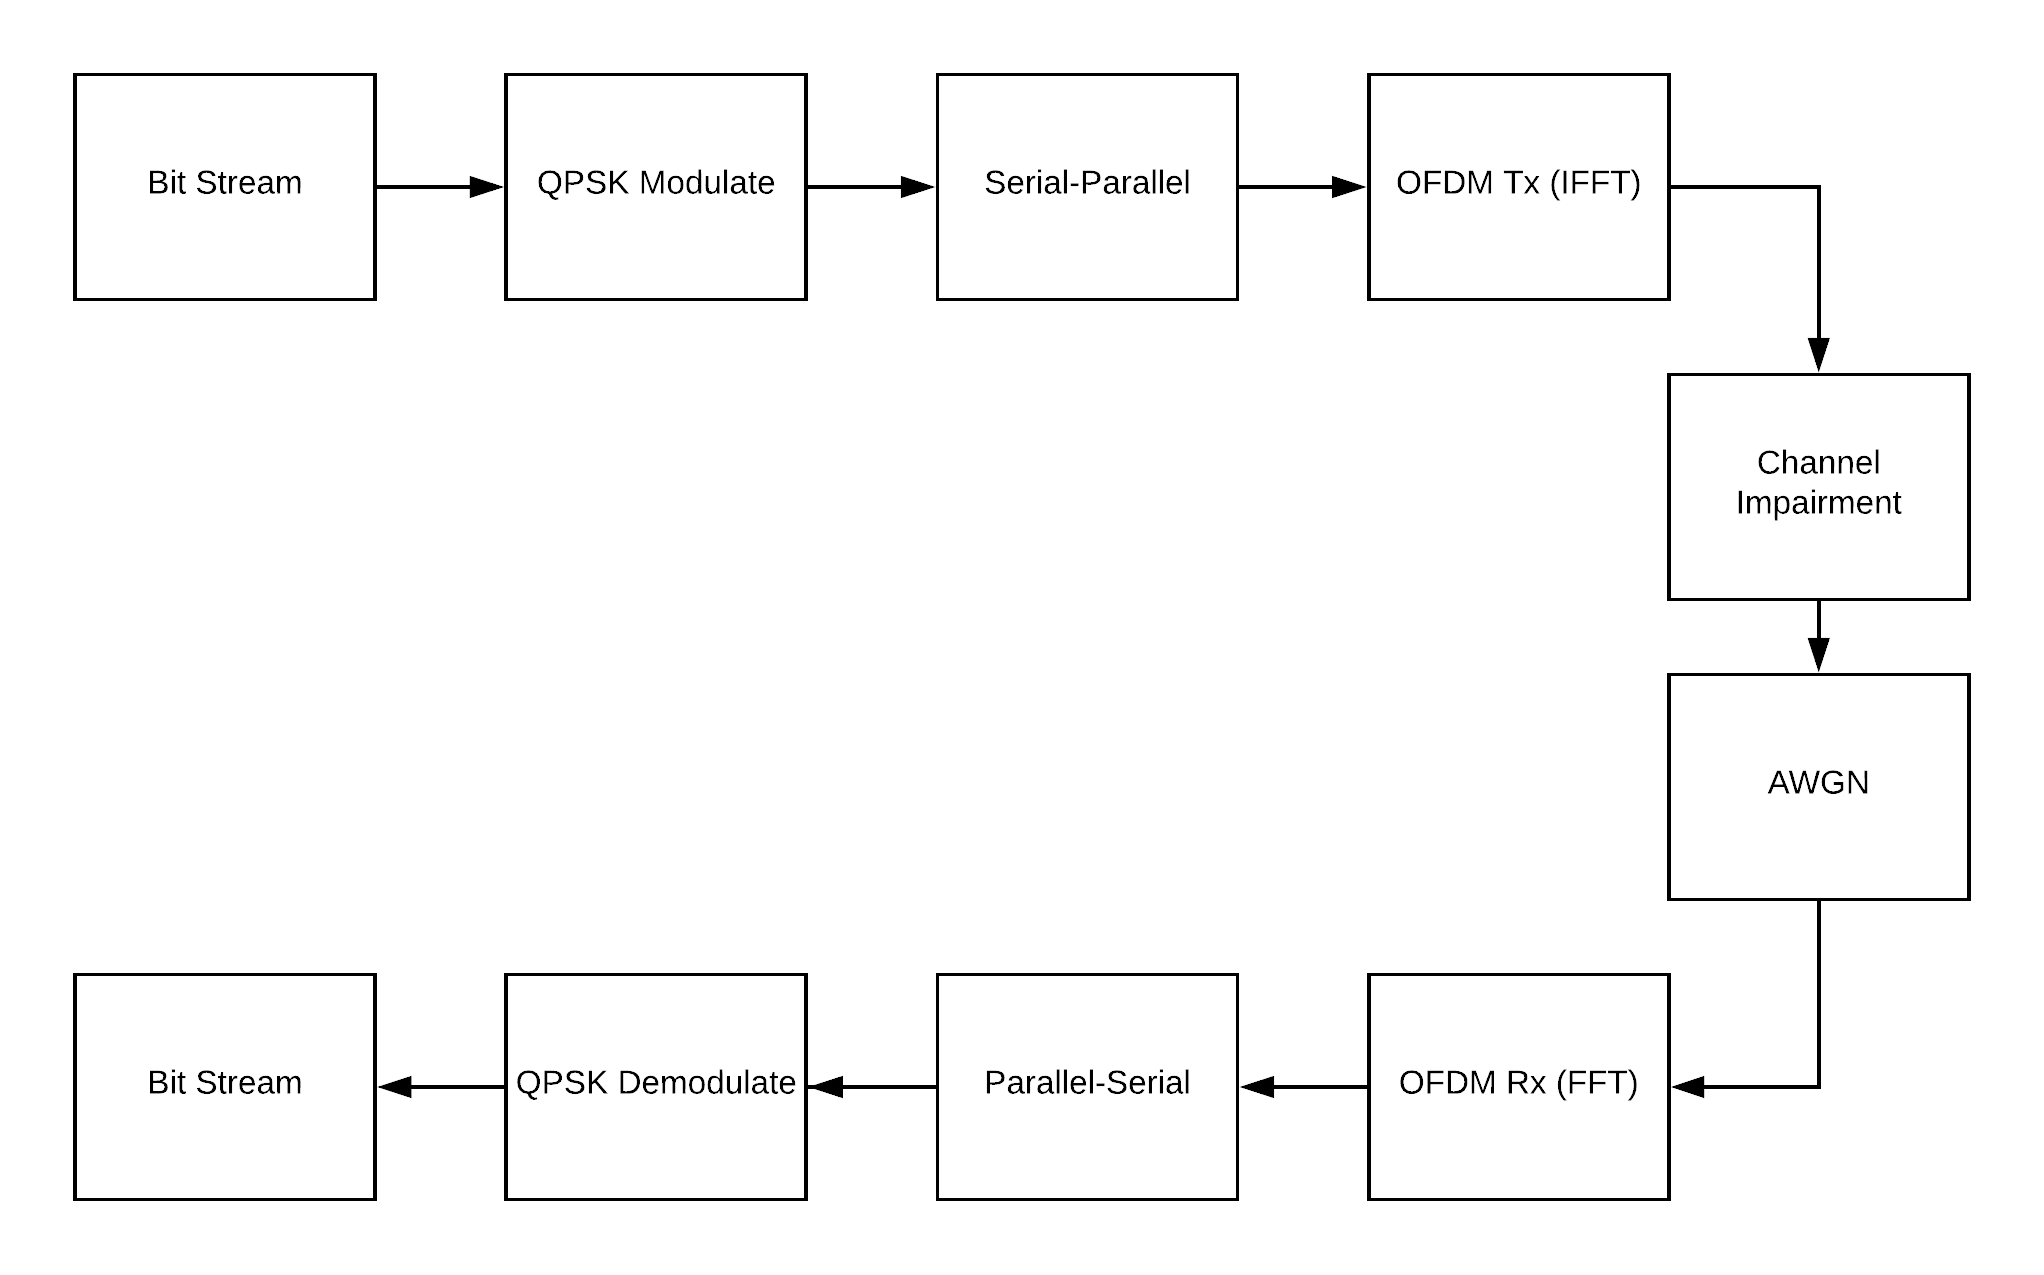 Bit Stream
QPSK Modulate
Serial-Parallel
OFDM Tx (IFFT)
Channel
Impairment
AWGN
Bit Stream
QPSK Demodulate
Parallel-Serial
OFDM Rx (FFT)